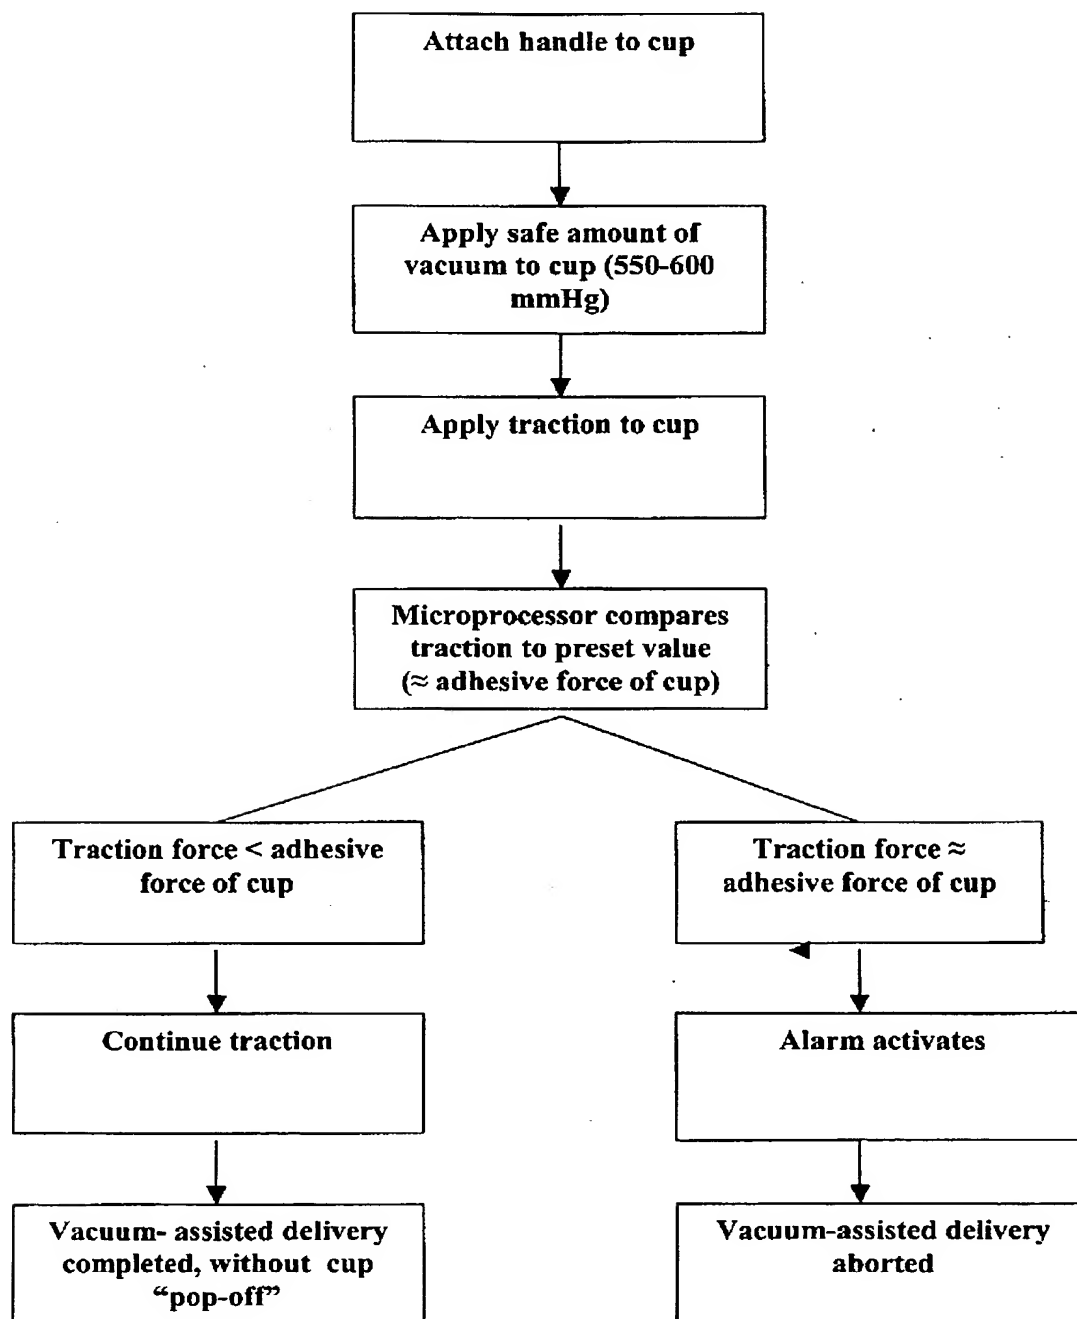 Attach handle to cup
Apply safe amount of
vacuum to cup (550-600
mmHg)
Apply traction to cup
Microprocessor compares
traction to preset value
(≈ adhesive force of cup)
Traction force < adhesive
force of cup
Traction force ≈
adhesive force of cup
Continue traction
Alarm activates
Vacuum- assisted delivery
completed, without cup
“pop-off”
Vacuum-assisted delivery
aborted